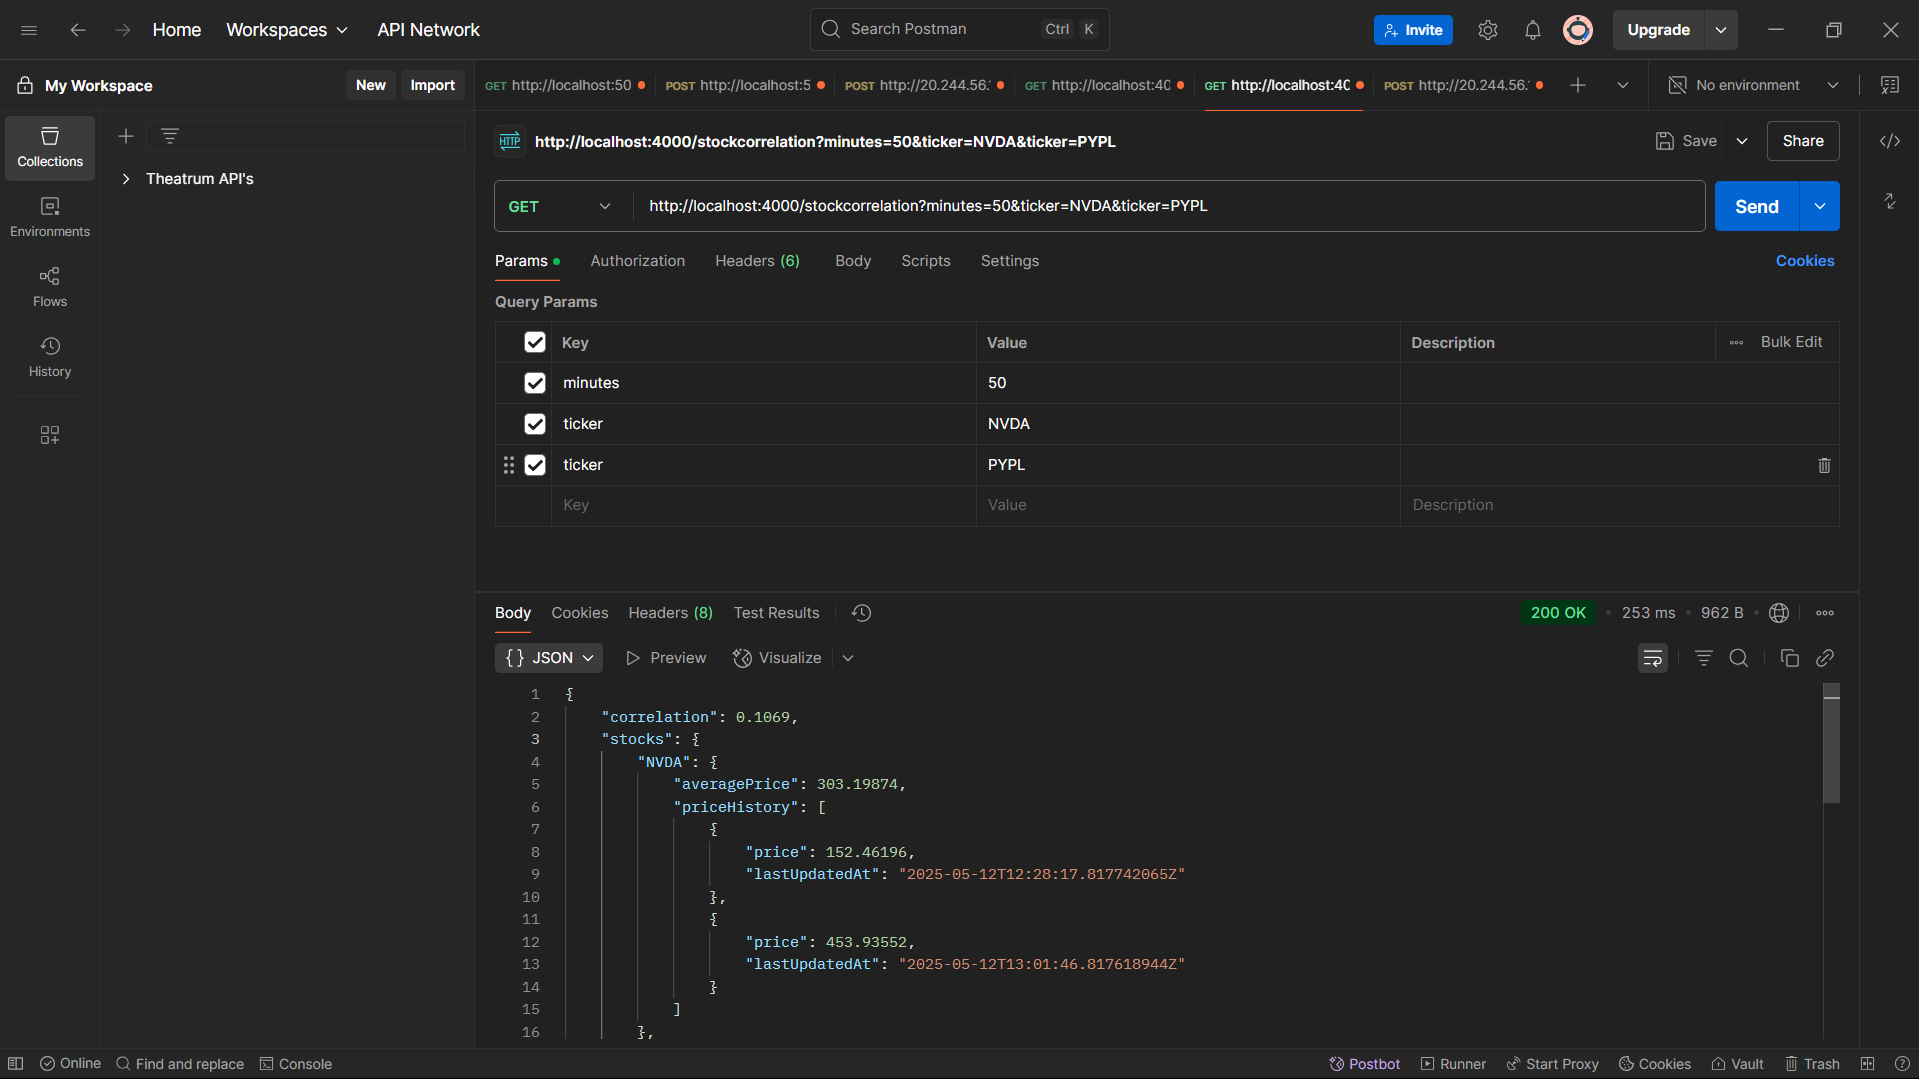 Home Workspaces API Network Search Postman Ctrl K Invite Upgrade
My Workspace New Import GET http://localhost:50 POST http://localhost:5 POST http://20.244.56. GET http://localhost:40 GET http://localhost:40 POST http://20.244.56. No environment
HTTP http://localhost:4000/stockcorrelation?minutes=50&ticker=NVDA&ticker=PYPL Save Share
Collections
Theatrum API's
Environments
Flows
History
GET http://localhost:4000/stockcorrelation?minutes=50&ticker=NVDA&ticker=PYPL Send
Params Authorization Headers (6) Body Scripts Settings Cookies
Query Params
Key Value Description Bulk Edit
minutes 50
ticker NVDA
ticker PYPL
Key Value Description
Body Cookies Headers (8) Test Results 200 OK 253 ms 962 B
{} JSON Preview Visualize
1 {
2 "correlation": 0.1069,
3 "stocks": {
4 "NVDA": {
5 "averagePrice": 303.19874,
6 "priceHistory": [
7 {
8 "price": 152.46196,
9 "lastUpdatedAt": "2025-05-12T12:28:17.817742065Z"
10 },
11 {
12 "price": 453.93552,
13 "lastUpdatedAt": "2025-05-12T13:01:46.817618944Z"
14 }
15 ]
16 },
Online Find and replace Console Postbot Runner Start Proxy Cookies Vault Trash